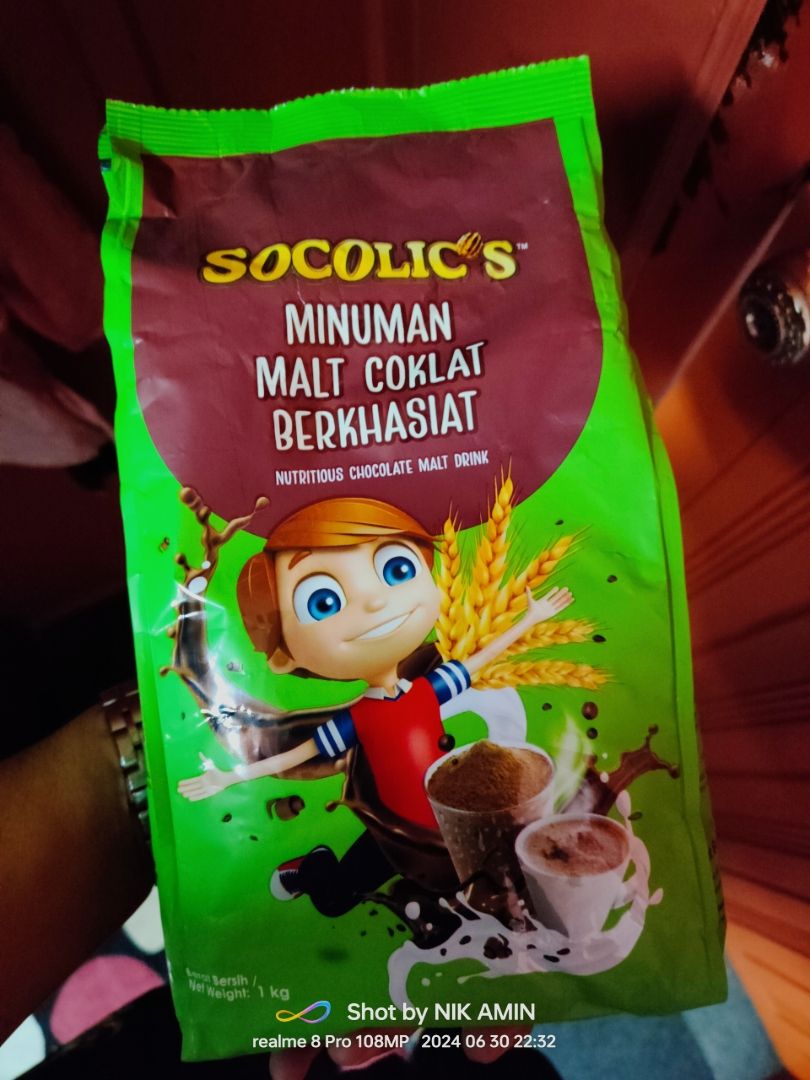 SOCOLIC'S™
MINUMAN
MALT COKLAT
BERKHASIAT
NUTRITIOUS CHOCOLATE MALT DRINK
Berat Bersih /
Net Weight: 1 kg
Shot by NIK AMIN
realme 8 Pro 108MP 2024 06 30 22:32